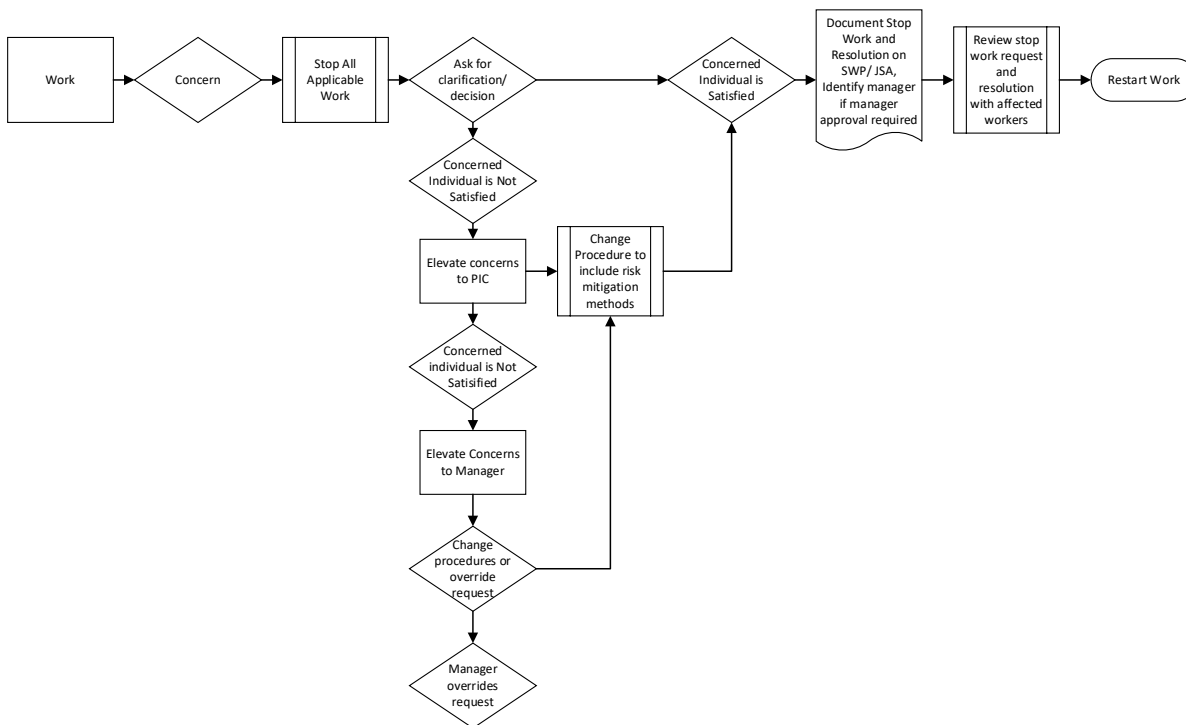 Work
Concern
Stop All
Applicable
Work
Ask for
clarification/
decision
Concerned
Individual is
Satisfied
Document Stop
Work and
Resolution on
SWP/ JSA,
Identify manager
if manager
approval required
Review stop
work request
and
resolution
with affected
workers
Restart Work
Concerned
Individual is Not
Satisfied
Elevate concerns
to PIC
Change
Procedure to
include risk
mitigation
methods
Concerned
individual is Not
Satisified
Elevate Concerns
to Manager
Change
procedures or
override
request
Manager
overrides
request